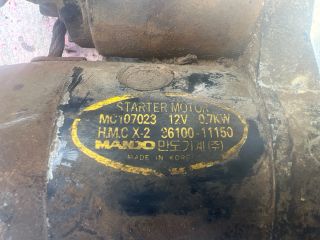 STARTER MOTOR
MC107023 12V 0.7KW
H.M.C X-2 36100-11150
MANDO 만도기계(주)
MADE IN KOREA